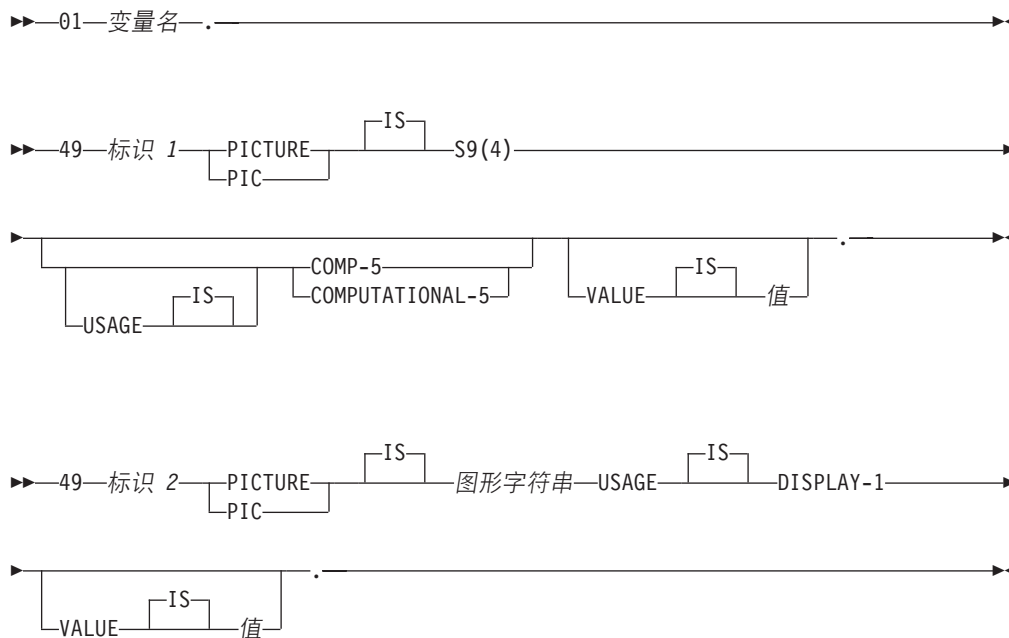 01 变量名 .
IS
49 标识 1 PICTURE S9(4)
PIC
COMP-5 .
IS COMPUTATIONAL-5 VALUE IS 值
USAGE
IS IS
49 标识 2 PICTURE 图形字符串 USAGE DISPLAY-1
PIC
.
IS
VALUE 值